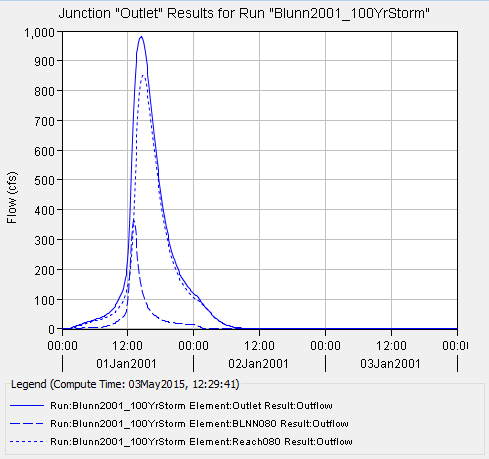 Junction "Outlet" Results for Run "Blunn2001_100YrStorm"
1,000
900
800
700
600
500
400
300
200
100
0
Flow (cfs)
00:00 12:00 00:00 12:00 00:00 12:00 00:00
01Jan2001 02Jan2001 03Jan2001
Legend (Compute Time: 03May2015, 12:29:41)
Run:Blunn2001_100YrStorm Element:Outlet Result:Outflow
Run:Blunn2001_100YrStorm Element:BLNN080 Result:Outflow
Run:Blunn2001_100YrStorm Element:Reach080 Result:Outflow